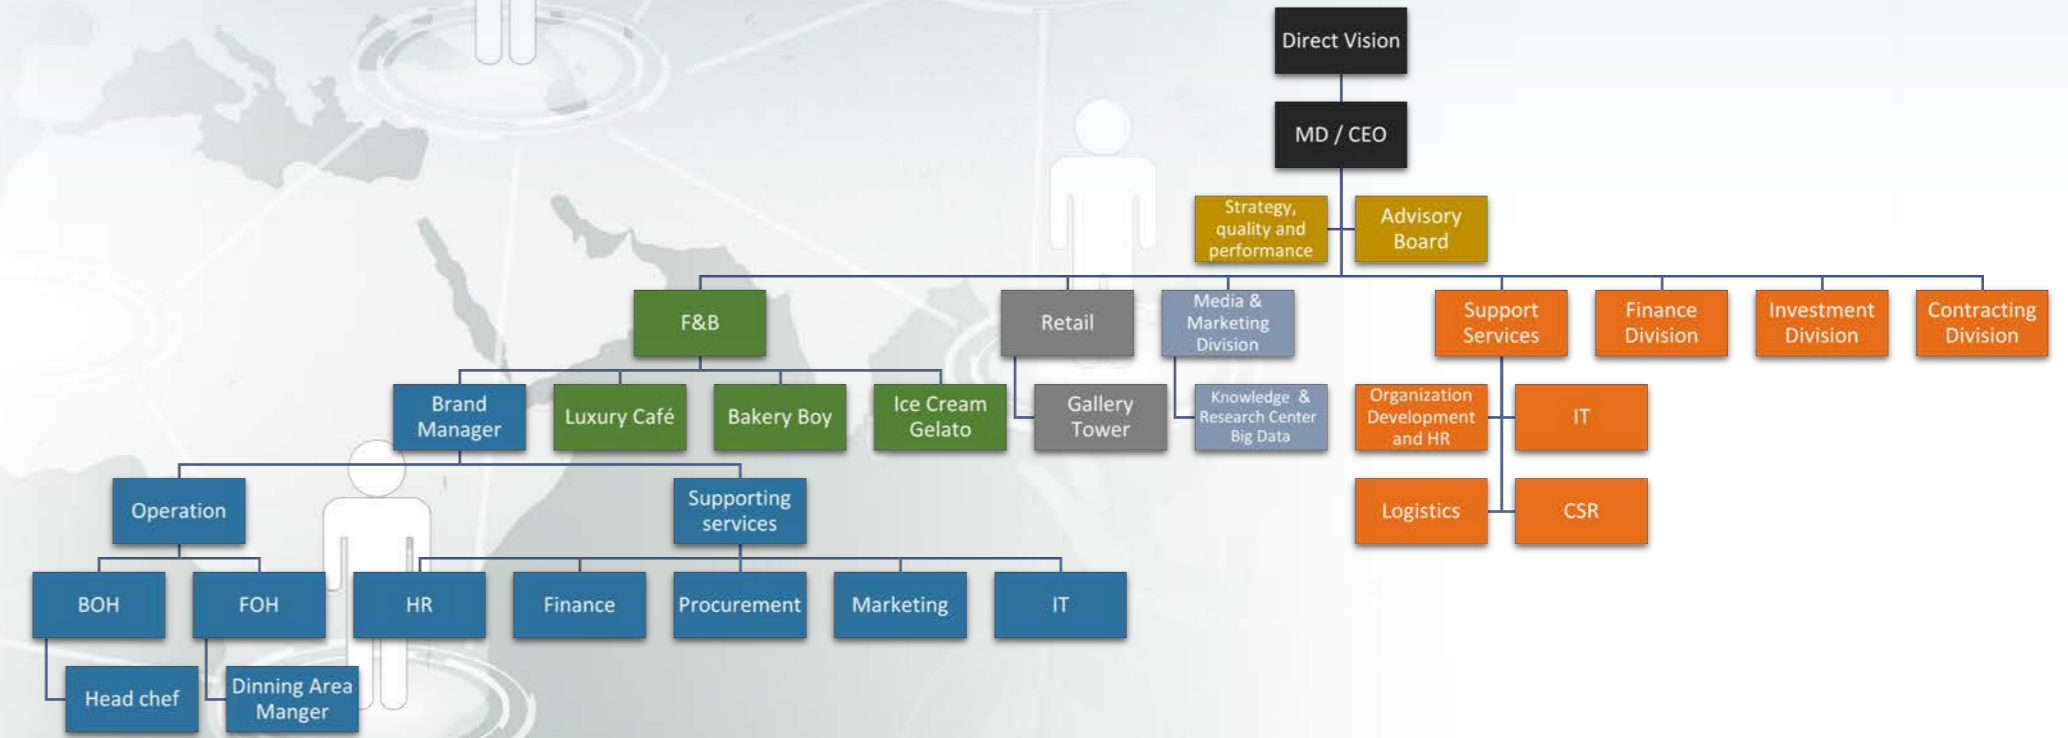 Direct Vision
MD / CEO
Strategy,
quality and
performance
Advisory
Board
F&B
Retail
Media &
Marketing
Division
Support
Services
Finance
Division
Investment
Division
Contracting
Division
Brand
Manager
Luxury Café
Bakery Boy
Ice Cream
Gelato
Gallery
Tower
Knowledge &
Research Center
Big Data
Organization
Development
and HR
IT
Operation
Supporting
services
Logistics
CSR
BOH
FOH
HR
Finance
Procurement
Marketing
IT
Head chef
Dinning Area
Manger